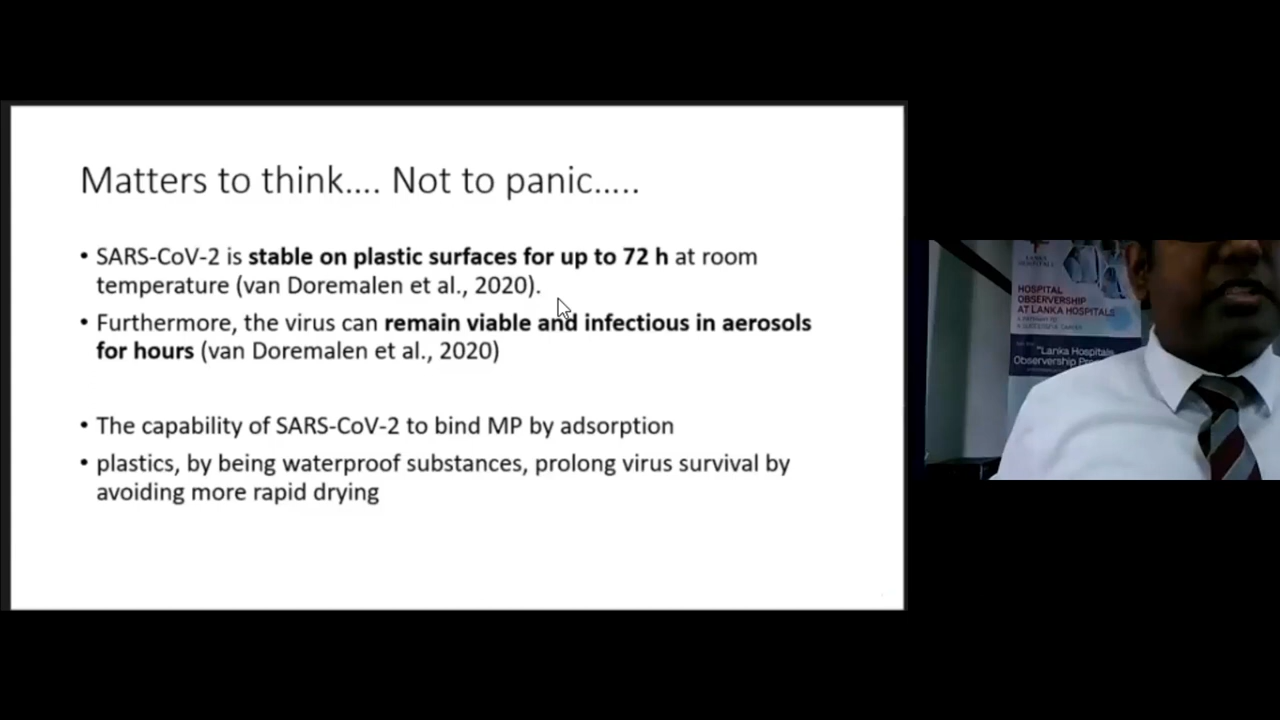 Matters to think.... Not to panic.....
• SARS-CoV-2 is stable on plastic surfaces for up to 72 h at room
temperature (van Doremalen et al., 2020).
• Furthermore, the virus can remain viable and infectious in aerosols
for hours (van Doremalen et al., 2020)
• The capability of SARS-CoV-2 to bind MP by adsorption
• plastics, by being waterproof substances, prolong virus survival by
avoiding more rapid drying
HOSPITAL
OBSERVERSHIP
AT LANKA HOSPITALS
"Lanka Hospitals
Observership